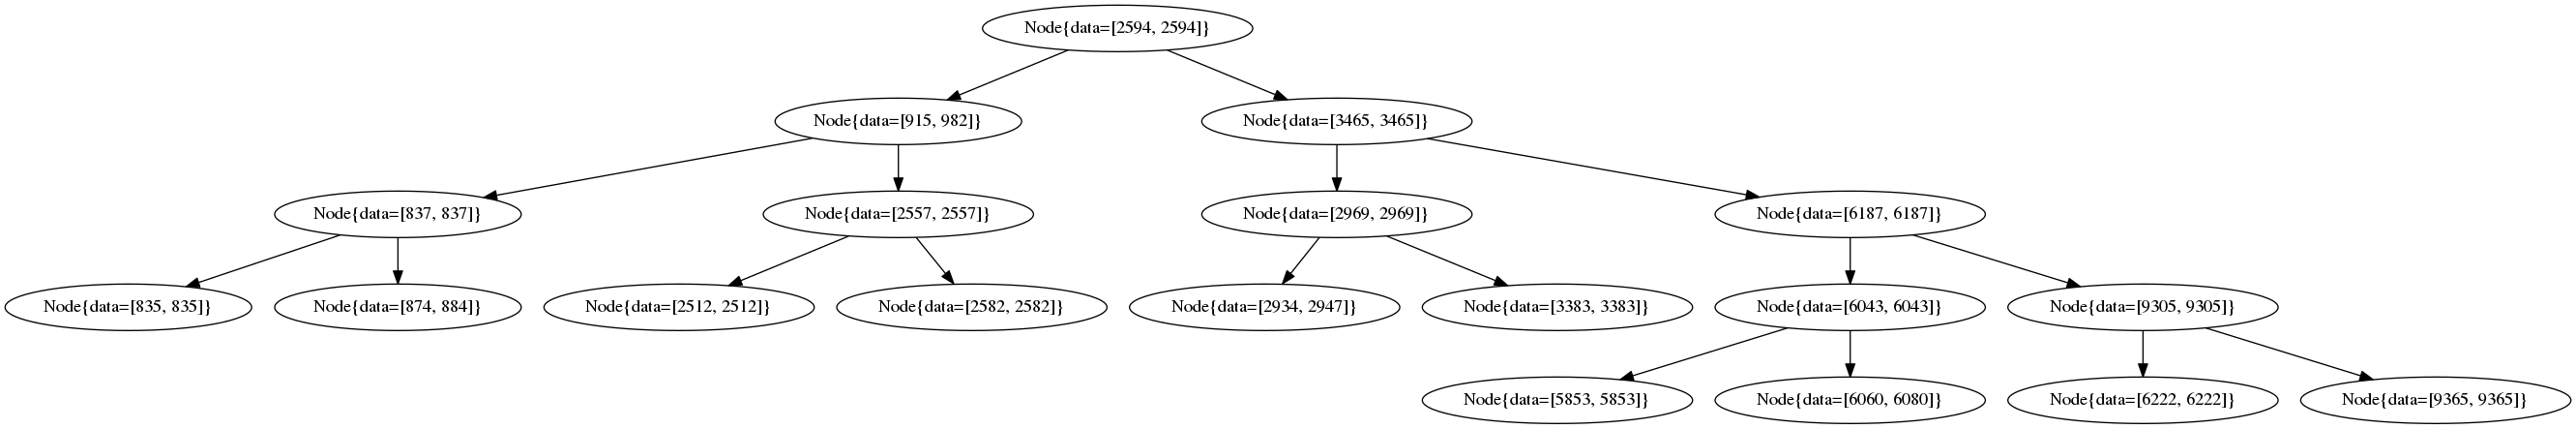 Node{data=[2594, 2594]}
Node{data=[915, 982]}
Node{data=[3465, 3465]}
Node{data=[837, 837]}
Node{data=[2557, 2557]}
Node{data=[2969, 2969]}
Node{data=[6187, 6187]}
Node{data=[835, 835]}
Node{data=[874, 884]}
Node{data=[2512, 2512]}
Node{data=[2582, 2582]}
Node{data=[2934, 2947]}
Node{data=[3383, 3383]}
Node{data=[6043, 6043]}
Node{data=[9305, 9305]}
Node{data=[5853, 5853]}
Node{data=[6060, 6080]}
Node{data=[6222, 6222]}
Node{data=[9365, 9365]}